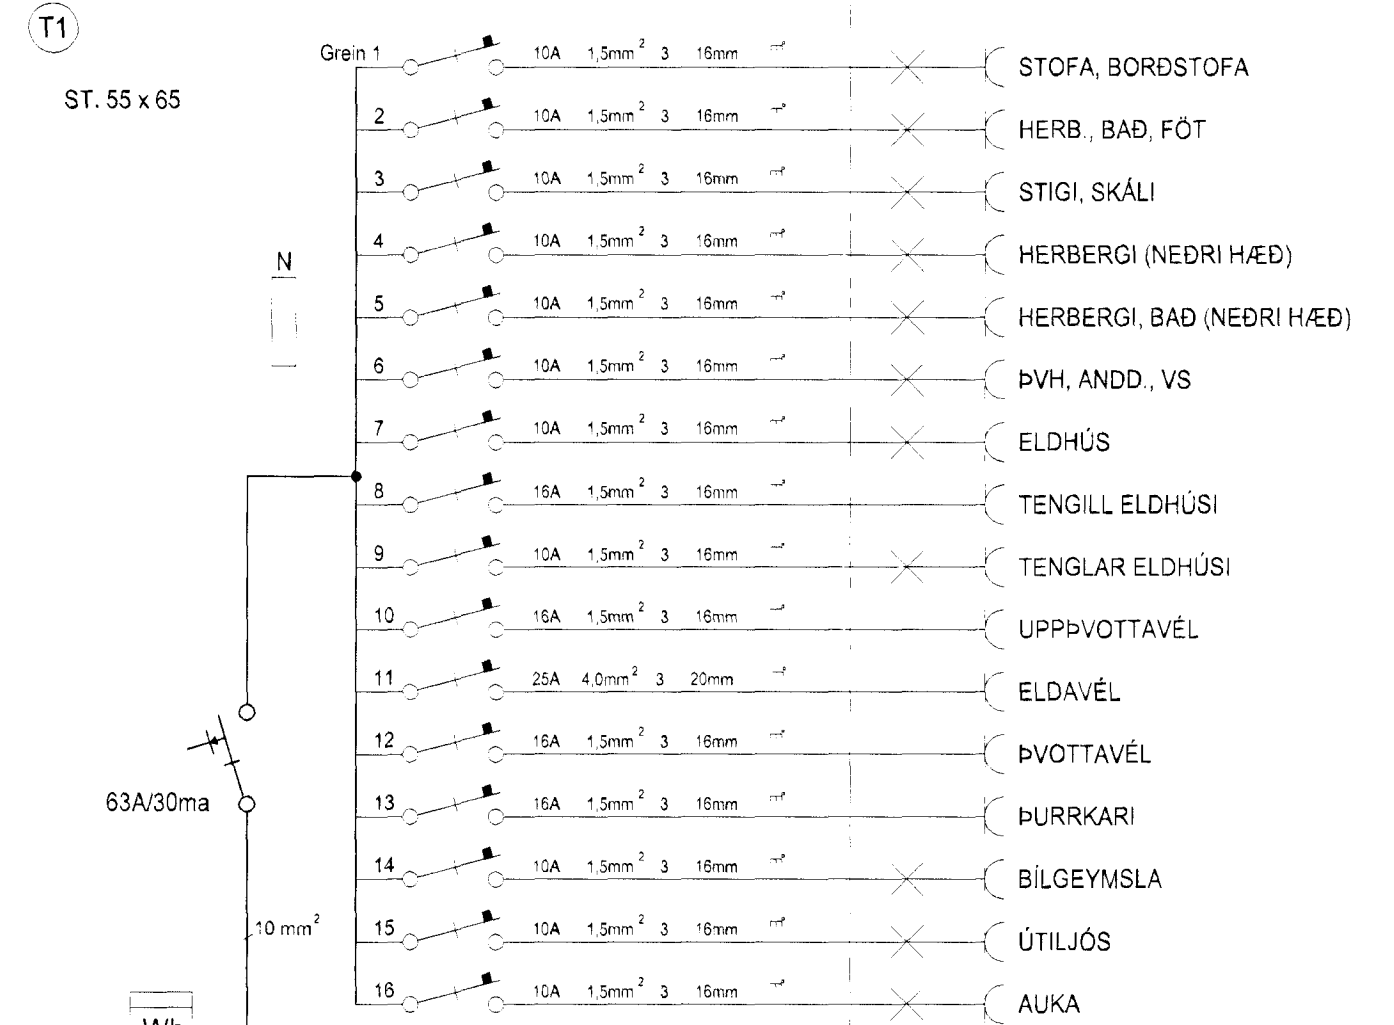 T1
ST. 55 x 65
Grein 1 10A 1,5mm² 3 16mm STOFA, BORÐSTOFA
2 10A 1,5mm² 3 16mm HERB., BAÐ, FÖT
3 10A 1,5mm² 3 16mm STIGI, SKÁLI
4 10A 1,5mm² 3 16mm HERBERGI (NEÐRI HÆÐ)
N
5 10A 1,5mm² 3 16mm HERBERGI, BAÐ (NEÐRI HÆÐ)
6 10A 1,5mm² 3 16mm ÞVH, ANDD., VS
7 10A 1,5mm² 3 16mm ELDHÚS
8 16A 1,5mm² 3 16mm TENGILL ELDHÚSI
9 10A 1,5mm² 3 16mm TENGLAR ELDHÚSI
10 16A 1,5mm² 3 16mm UPPÞVOTTAVÉL
11 25A 4,0mm² 3 20mm ELDAVÉL
12 16A 1,5mm² 3 16mm ÞVOTTAVÉL
13 16A 1,5mm² 3 16mm ÞURRKARI
63A/30ma
14 10A 1,5mm² 3 16mm BÍLGEYMSLA
15 10A 1,5mm² 3 16mm ÚTILJÓS
10 mm²
16 10A 1,5mm² 3 16mm AUKA